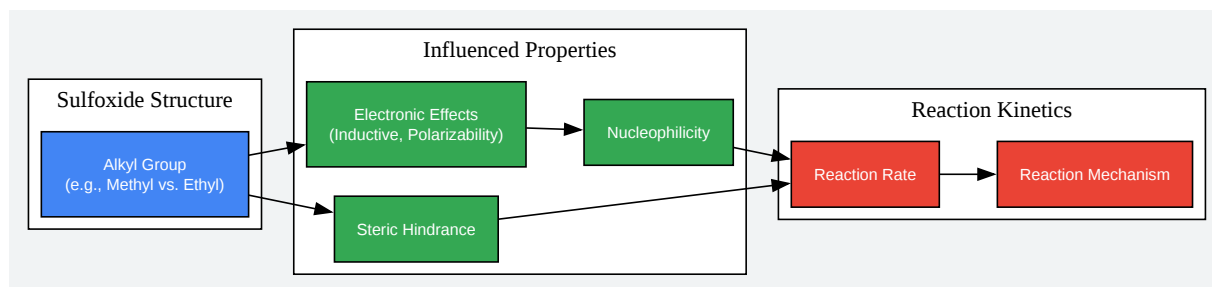 Sulfoxide Structure
Alkyl Group
(e.g., Methyl vs. Ethyl)
Influenced Properties
Electronic Effects
(Inductive, Polarizability)
Nucleophilicity
Steric Hindrance
Reaction Kinetics
Reaction Rate
Reaction Mechanism